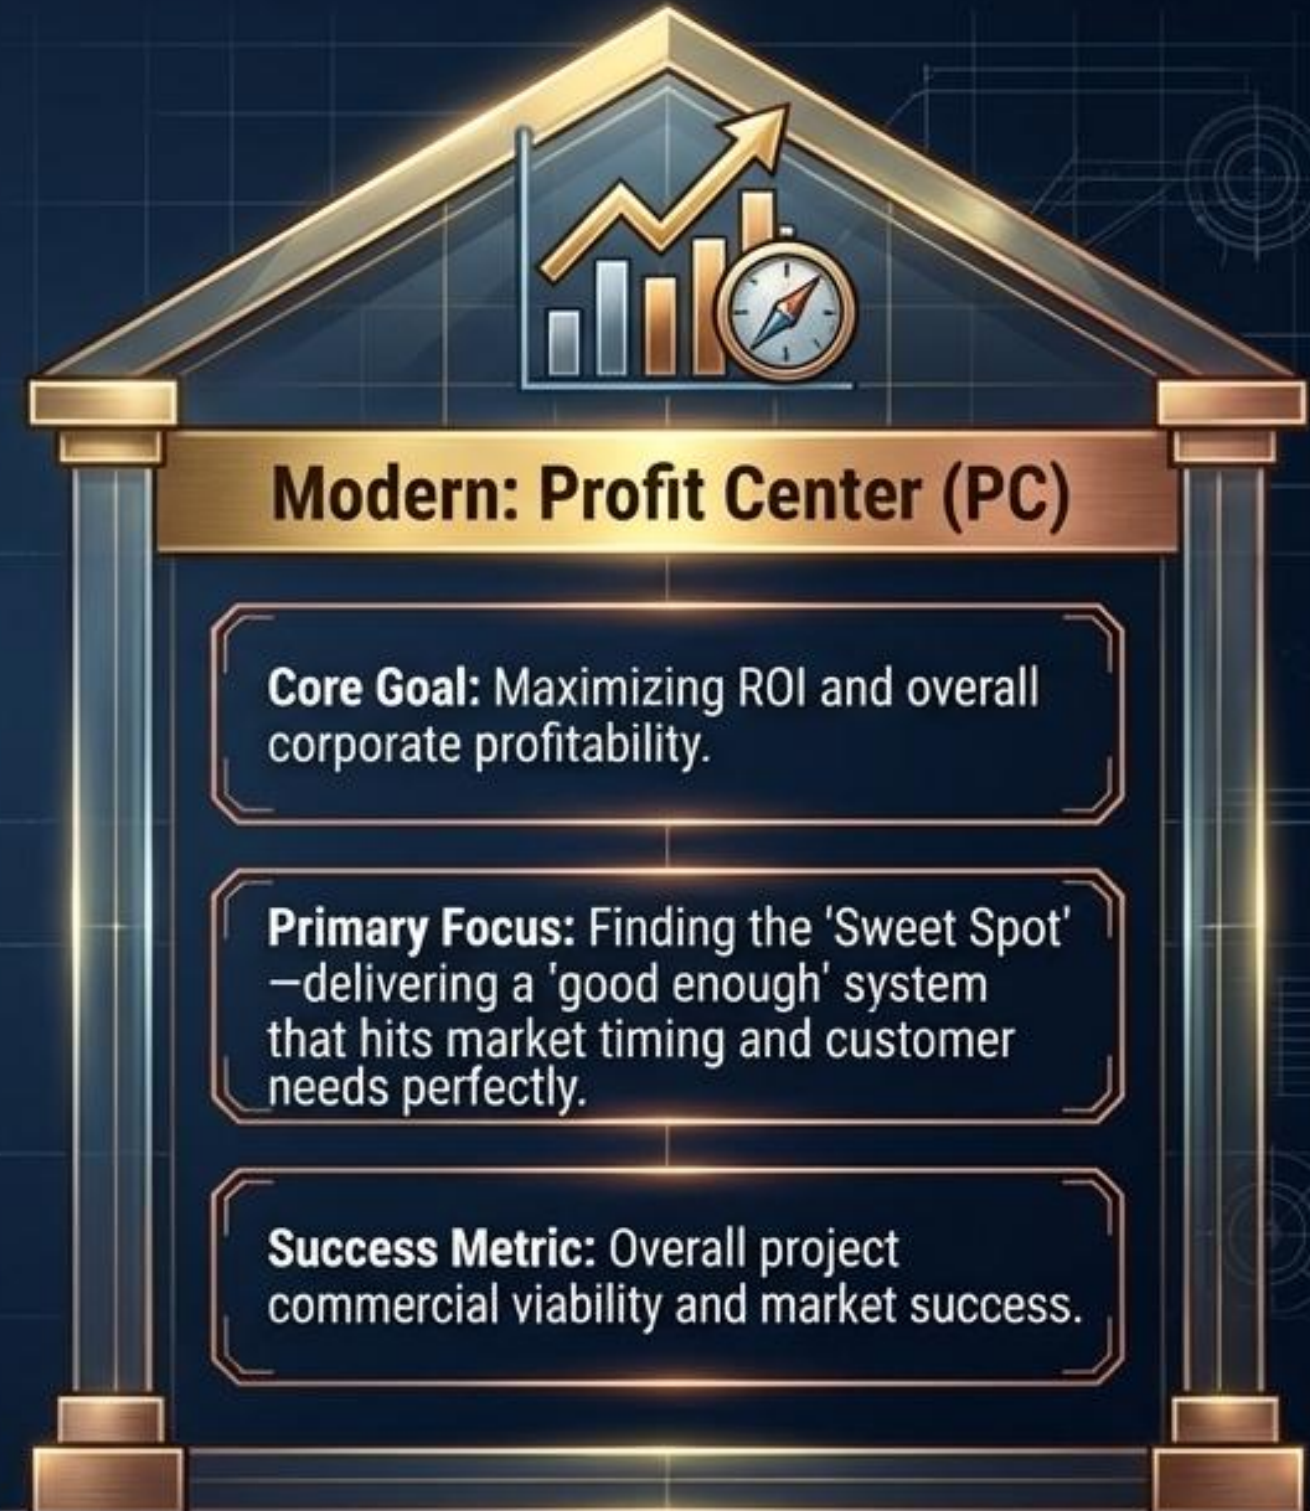 Modern: Profit Center (PC)
Core Goal: Maximizing ROI and overall
corporate profitability.
Primary Focus: Finding the 'Sweet Spot'
—delivering a 'good enough' system
that hits market timing and customer
needs perfectly.
Success Metric: Overall project
commercial viability and market success.